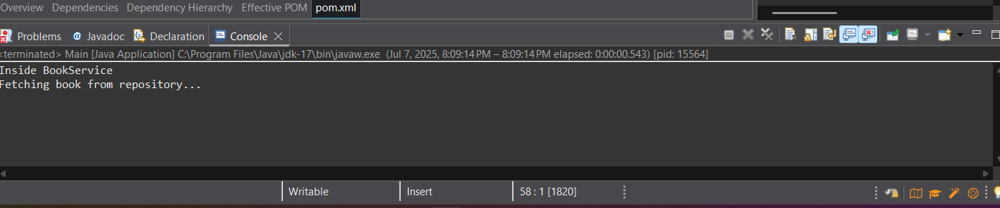 Overview Dependencies Dependency Hierarchy Effective POM pom.xml
Problems @ Javadoc Declaration Console
<terminated> Main [Java Application] C:\Program Files\Java\jdk-17\bin\javaw.exe (Jul 7, 2025, 8:09:14 PM – 8:09:14 PM elapsed: 0:00:00.543) [pid: 15564]
Inside BookService
Fetching book from repository...
Writable Insert 58 : 1 [1820]